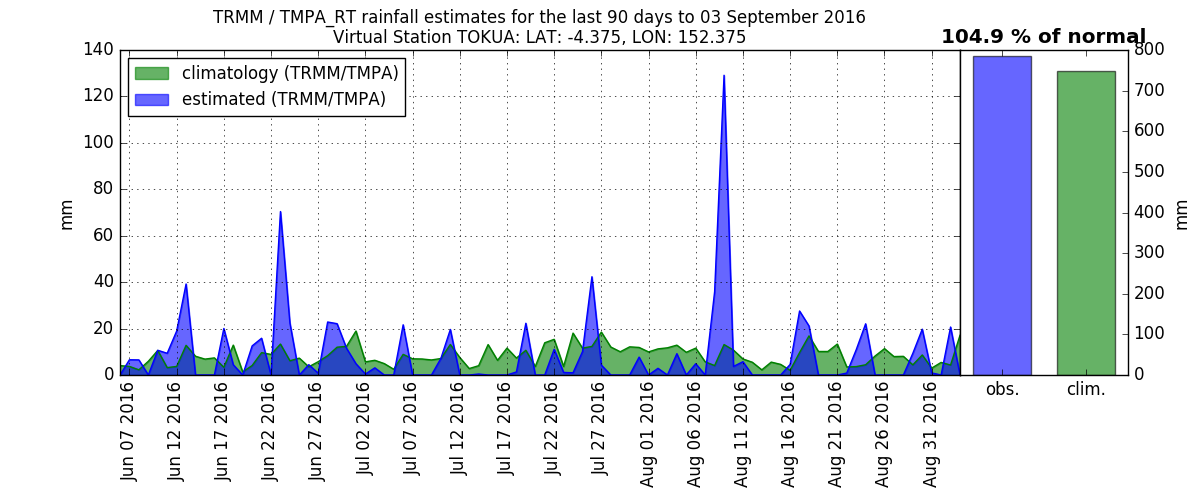 TRMM / TMPA_RT rainfall estimates for the last 90 days to 03 September 2016
Virtual Station TOKUA: LAT: -4.375, LON: 152.375
104.9 % of normal
climatology (TRMM/TMPA)
estimated (TRMM/TMPA)
140
120
100
80
60
40
20
0
mm
Jun 07 2016
Jun 12 2016
Jun 17 2016
Jun 22 2016
Jun 27 2016
Jul 02 2016
Jul 07 2016
Jul 12 2016
Jul 17 2016
Jul 22 2016
Jul 27 2016
Aug 01 2016
Aug 06 2016
Aug 11 2016
Aug 16 2016
Aug 21 2016
Aug 26 2016
Aug 31 2016
obs.
clim.
800
700
600
500
400
300
200
100
0
mm